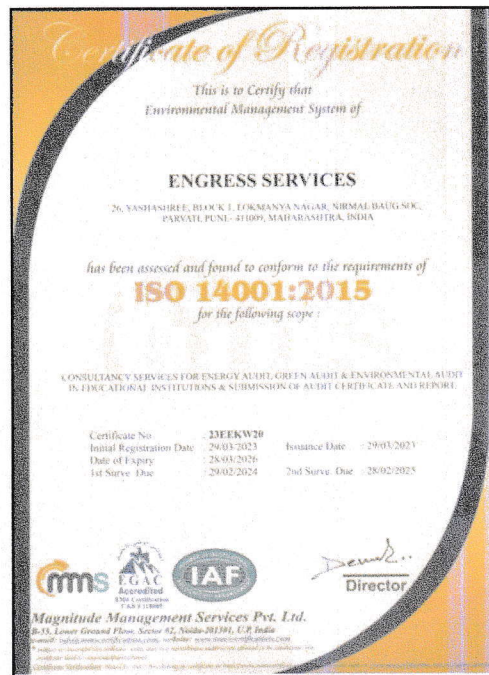 Certificate of Registration
This is to Certify that
Environmental Management System of
ENGRESS SERVICES
26, YASHASHREE, BLOCK 1, LOKMANYA NAGAR, NIRMAL BAUG SOC,
PARVATI, PUNE- 411009, MAHARASHTRA, INDIA
has been assessed and found to conform to the requirements of
ISO 14001:2015
for the following scope :
CONSULTANCY SERVICES FOR ENERGY AUDIT, GREEN AUDIT & ENVIRONMENTAL AUDIT
IN EDUCATIONAL INSTITUTIONS & SUBMISSION OF AUDIT CERTIFICATE AND REPORT.
Certificate No : 23EEKW20
Initial Registration Date : 29/03/2023 Issuance Date : 29/03/2023
Date of Expiry : 28/03/2026
1st Surve. Due : 29/02/2024 2nd Surve. Due : 28/02/2025
mms
EGAC
Accredited
EMS Certification
IAF
Director
Magnitude Management Services Pvt. Ltd.
B-55, Lower Ground Floor, Sector 62, Noida-201301, U.P. India